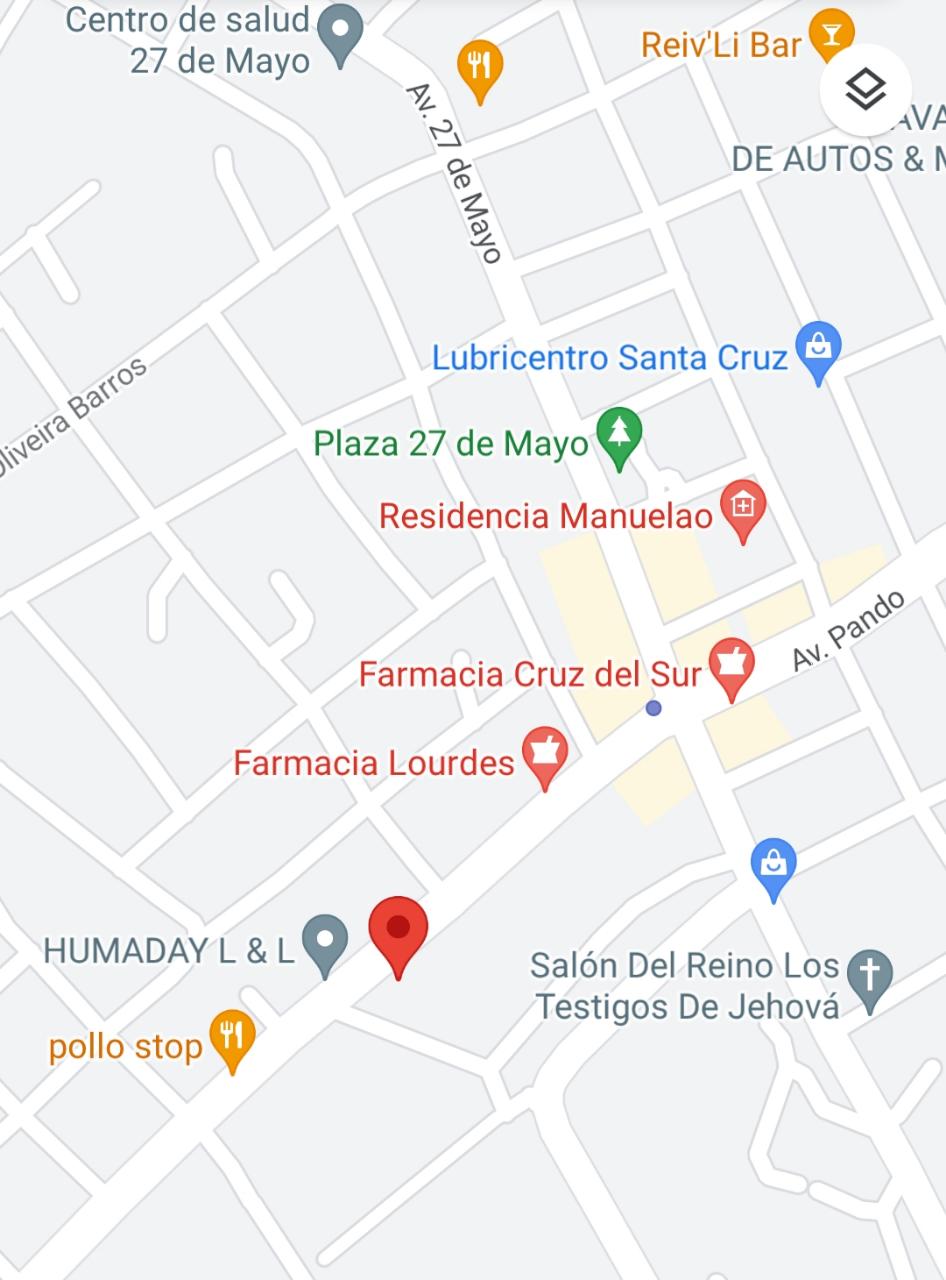 Centro de salud
27 de Mayo
Reiv'Li Bar
Av. 27 de Mayo
DE AUTOS &
Lubricentro Santa Cruz
Oliveira Barros
Plaza 27 de Mayo
Residencia Manuelao
Av. Pando
Farmacia Cruz del Sur
Farmacia Lourdes
HUMADAY L & L
Salón Del Reino Los
Testigos De Jehová
pollo stop